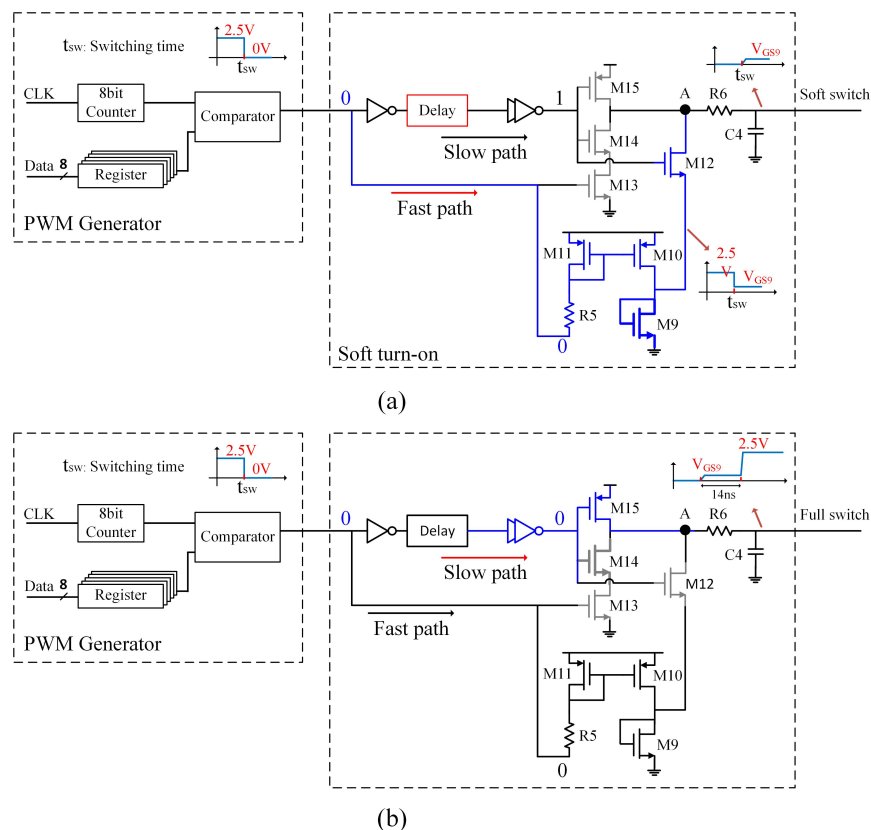 tsw: Switching time
2.5V
0V
tsw
CLK
8bit
Counter
Comparator
Data 8
Register
PWM Generator
0
Delay
Slow path
1
Fast path
M15
M14
M13
A
R6
VGS9
tsw
C4
Soft switch
M12
M11
M10
2.5
V
VGS9
tsw
R5
M9
0
Soft turn-on
(a)
tsw: Switching time
2.5V
0V
tsw
CLK
8bit
Counter
Comparator
Data 8
Register
PWM Generator
0
Delay
Slow path
0
Fast path
M15
M14
M13
A
R6
2.5V
VGS9
14ns
C4
Full switch
M12
M11
M10
R5
M9
0
(b)